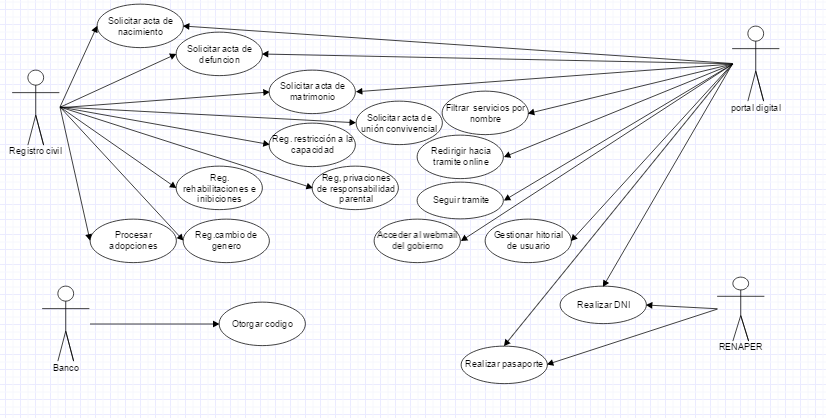 Solicitar acta de
nacimiento
Solicitar acta de
defuncion
Solicitar acta de
matrimonio
Solicitar acta de
unión convivencial
Filtrar servicios por
nombre
portal digital
Registro civil
Reg. restricción a la
capacidad
Redirigir hacia
tramite online
Reg.
rehabilitaciones e
inibiciones
Reg, privaciones
de responsabilidad
parental
Seguir tramite
Procesar
adopciones
Reg.cambio de
genero
Acceder al webmail
del gobierno
Gestionar hitorial
de usuario
Realizar DNI
Otorgar codigo
RENAPER
Banco
Realizar pasaporte